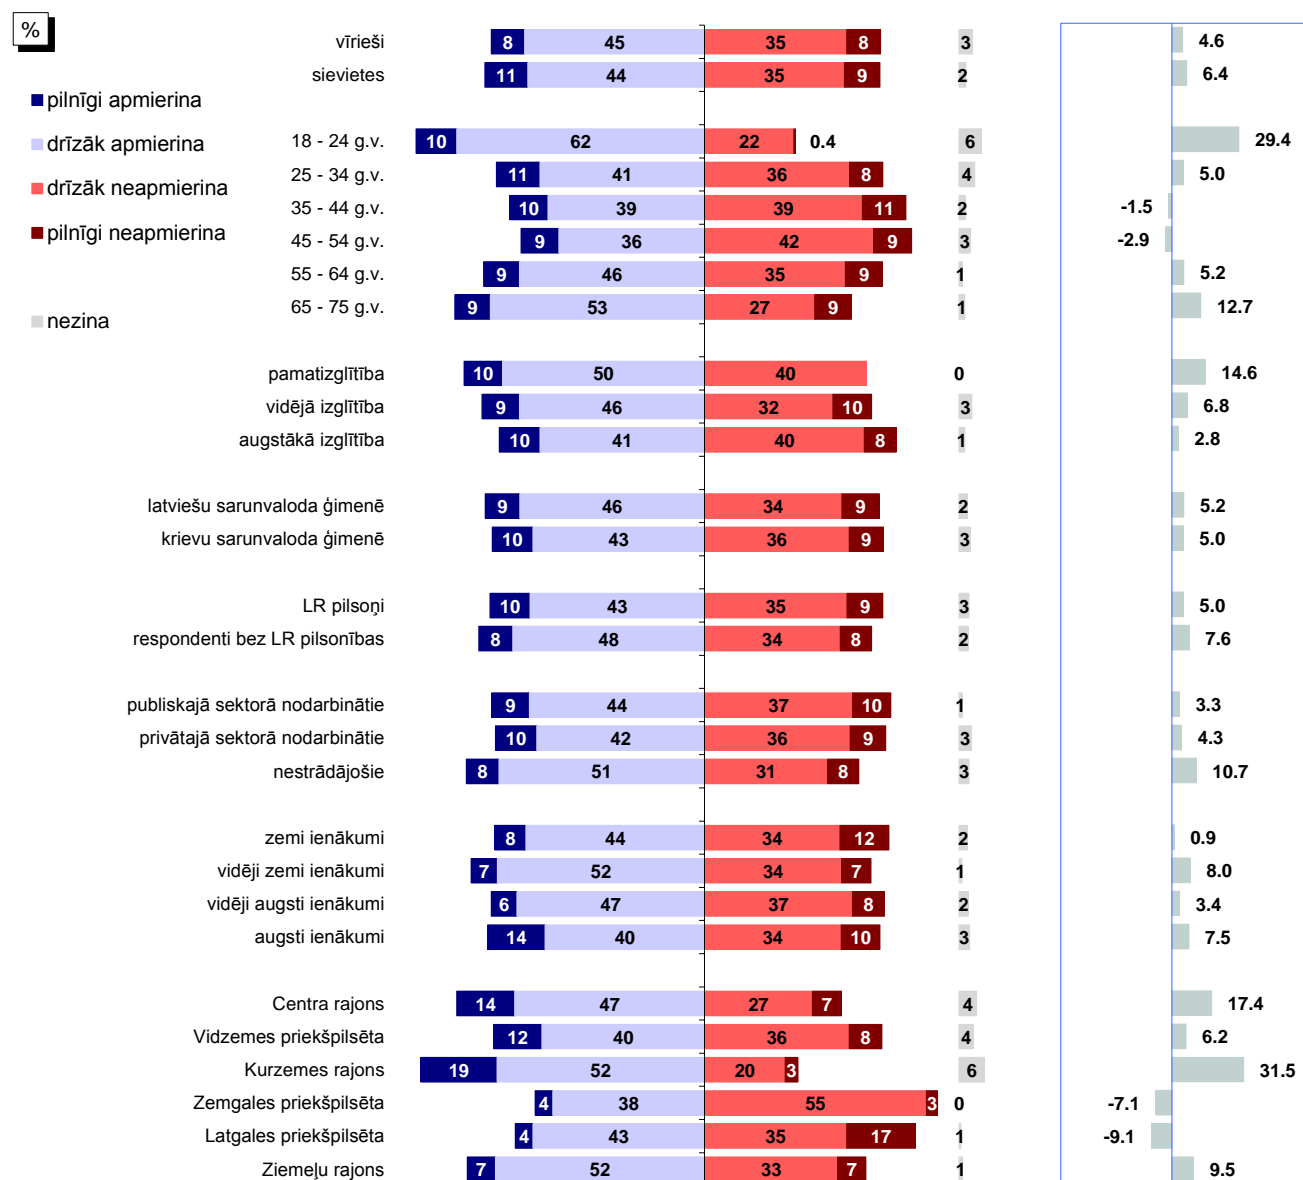 %
pilnīgi apmierina
drīzāk apmierina
drīzāk neapmierina
pilnīgi neapmierina
nezina
vīrieši 8 45 35 8 3 4.6
sievietes 11 44 35 9 2 6.4
18 - 24 g.v. 10 62 22 0.4 6 29.4
25 - 34 g.v. 11 41 36 8 4 5.0
35 - 44 g.v. 10 39 39 11 2 -1.5
45 - 54 g.v. 9 36 42 9 3 -2.9
55 - 64 g.v. 9 46 35 9 1 5.2
65 - 75 g.v. 9 53 27 9 1 12.7
pamatizglītība 10 50 40 0 14.6
vidējā izglītība 9 46 32 10 3 6.8
augstākā izglītība 10 41 40 8 1 2.8
latviešu sarunvaloda ģimenē 9 46 34 9 2 5.2
krievu sarunvaloda ģimenē 10 43 36 9 3 5.0
LR pilsoņi 10 43 35 9 3 5.0
respondenti bez LR pilsonības 8 48 34 8 2 7.6
publiskajā sektorā nodarbinātie 9 44 37 10 1 3.3
privātajā sektorā nodarbinātie 10 42 36 9 3 4.3
nestrādājošie 8 51 31 8 3 10.7
zemi ienākumi 8 44 34 12 2 0.9
vidēji zemi ienākumi 7 52 34 7 1 8.0
vidēji augsti ienākumi 6 47 37 8 2 3.4
augsti ienākumi 14 40 34 10 3 7.5
Centra rajons 14 47 27 7 4 17.4
Vidzemes priekšpilsēta 12 40 36 8 4 6.2
Kurzemes rajons 19 52 20 3 6 31.5
Zemgales priekšpilsēta 4 38 55 3 0 -7.1
Latgales priekšpilsēta 4 43 35 17 1 -9.1
Ziemeļu rajons 7 52 33 7 1 9.5